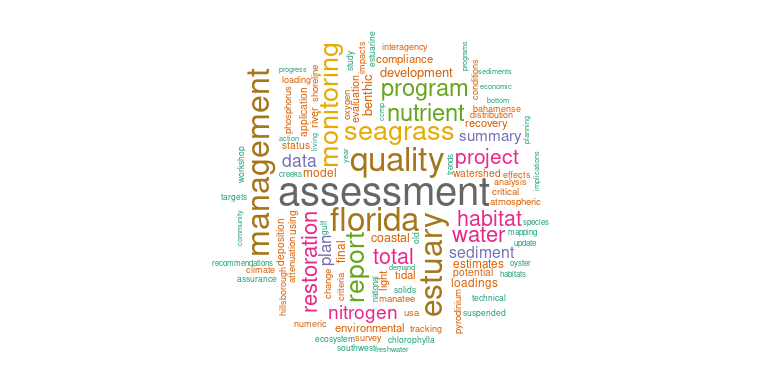 interagency
compliance
development
programs
sediments
economic
bottom
conditions
progress
loading
shoreline
study
impacts
estuarine
phosphorus
application
river
monitoring
oxygen
evaluation
benthic
ccmp
program
nutrient
bahamense
distribution
recovery
planning
management
action
status
living
seagrass
summary
workshop
data
year
quality
trends
project
watershed
effects
implications
creeks
model
analysis
critical
atmospheric
targets
assessment
community
deposition
using
attenuation
restoration
plan
gulf
florida
old
estuary
habitat
species
water
mapping
update
final
report
coastal
total
sediment
oyster
recommendations
climate
assurance
hillsborough
change
criteria
national
demand
light
tidal
estimates
potential
habitats
loadings
solids
manatee
technical
nitrogen
usa
pyrodinium
suspended
numeric
environmental
tracking
ecosystem
survey
chlorophylla
southwest
freshwater